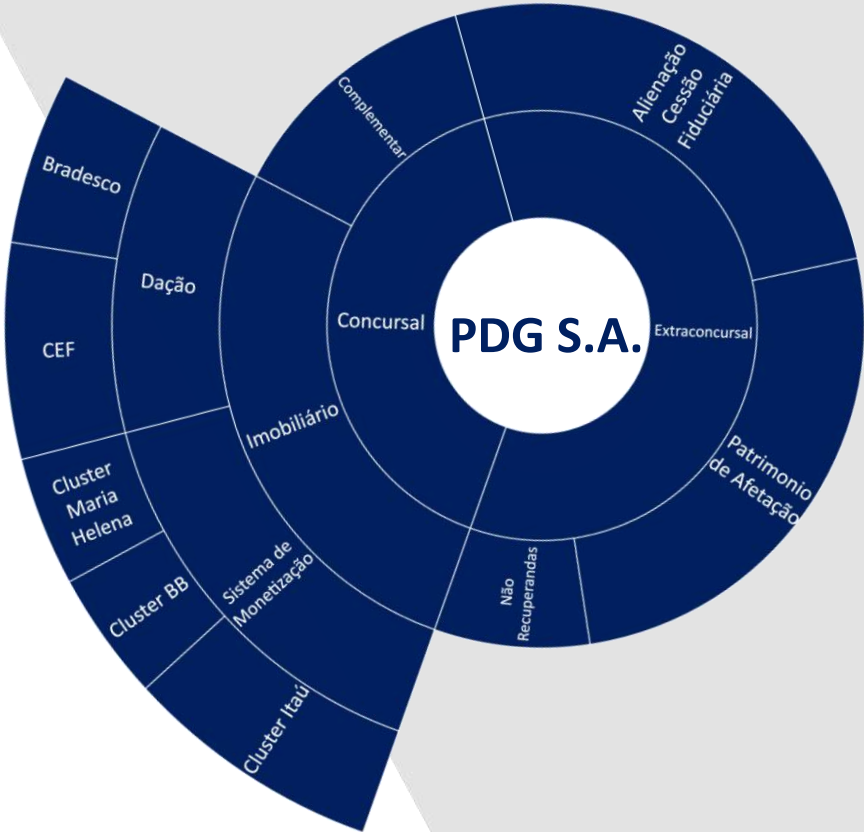 PDG S.A.
Concursal
Extraconcursal
Complementar
Imobiliário
Alienação
Cessão
Fiduciária
Patrimonio
de Afetação
Não
Recuperandas
Dação
Sistema de
Monetização
Bradesco
CEF
Cluster
Maria
Helena
Cluster BB
Cluster Itaú